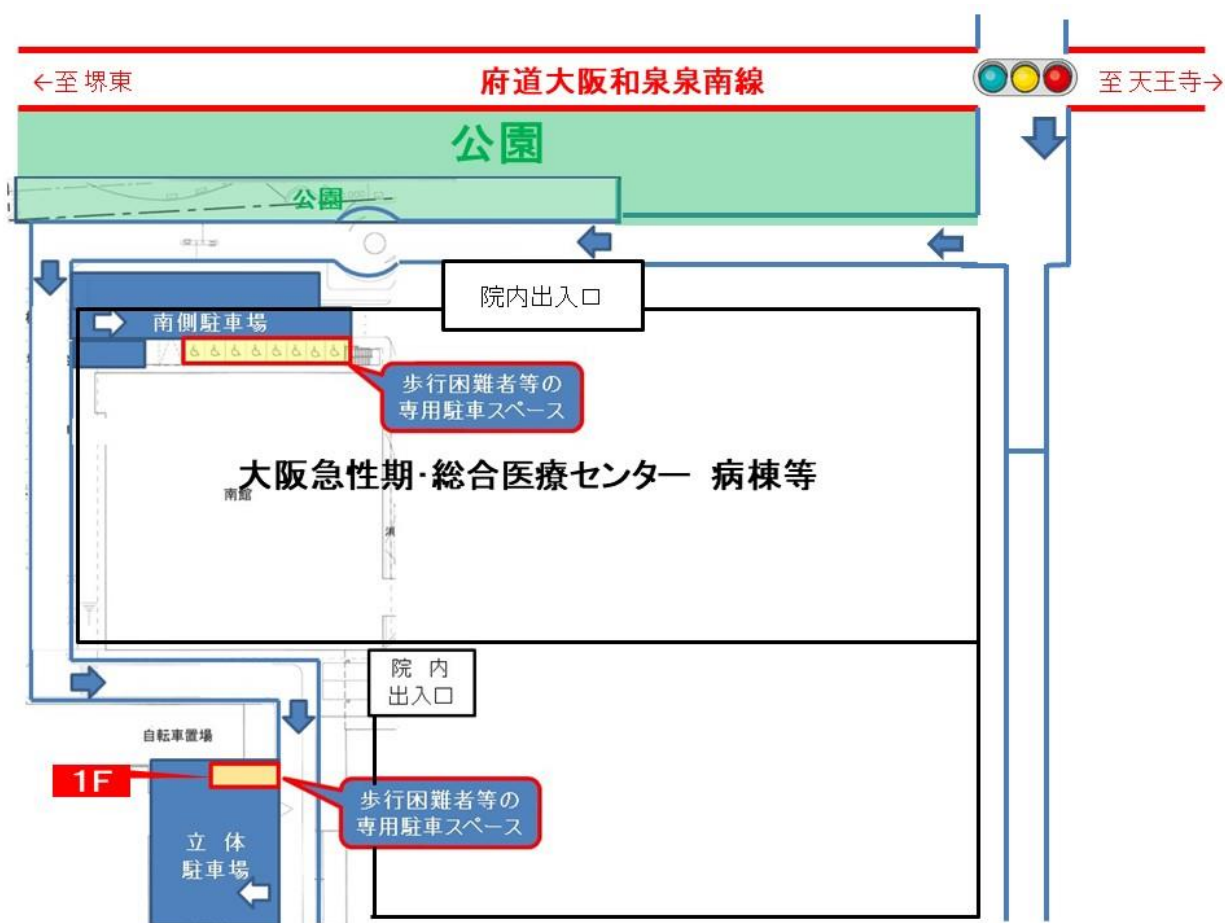 ←至 堺東
府道大阪和泉泉南線
至 天王寺→
公園
公園
院内出入口
南側駐車場
歩行困難者等の
専用駐車スペース
大阪急性期・総合医療センター 病棟等
南館
院 内
出入口
自転車置場
1F
歩行困難者等の
専用駐車スペース
立 体
駐車場